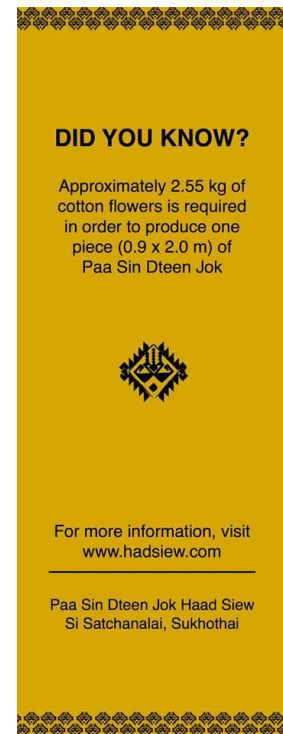 DID YOU KNOW?
Approximately 2.55 kg of
cotton flowers is required
in order to produce one
piece (0.9 x 2.0 m) of
Paa Sin Dteen Jok
For more information, visit
www.hadsiew.com
Paa Sin Dteen Jok Haad Siew
Si Satchanalai, Sukhothai